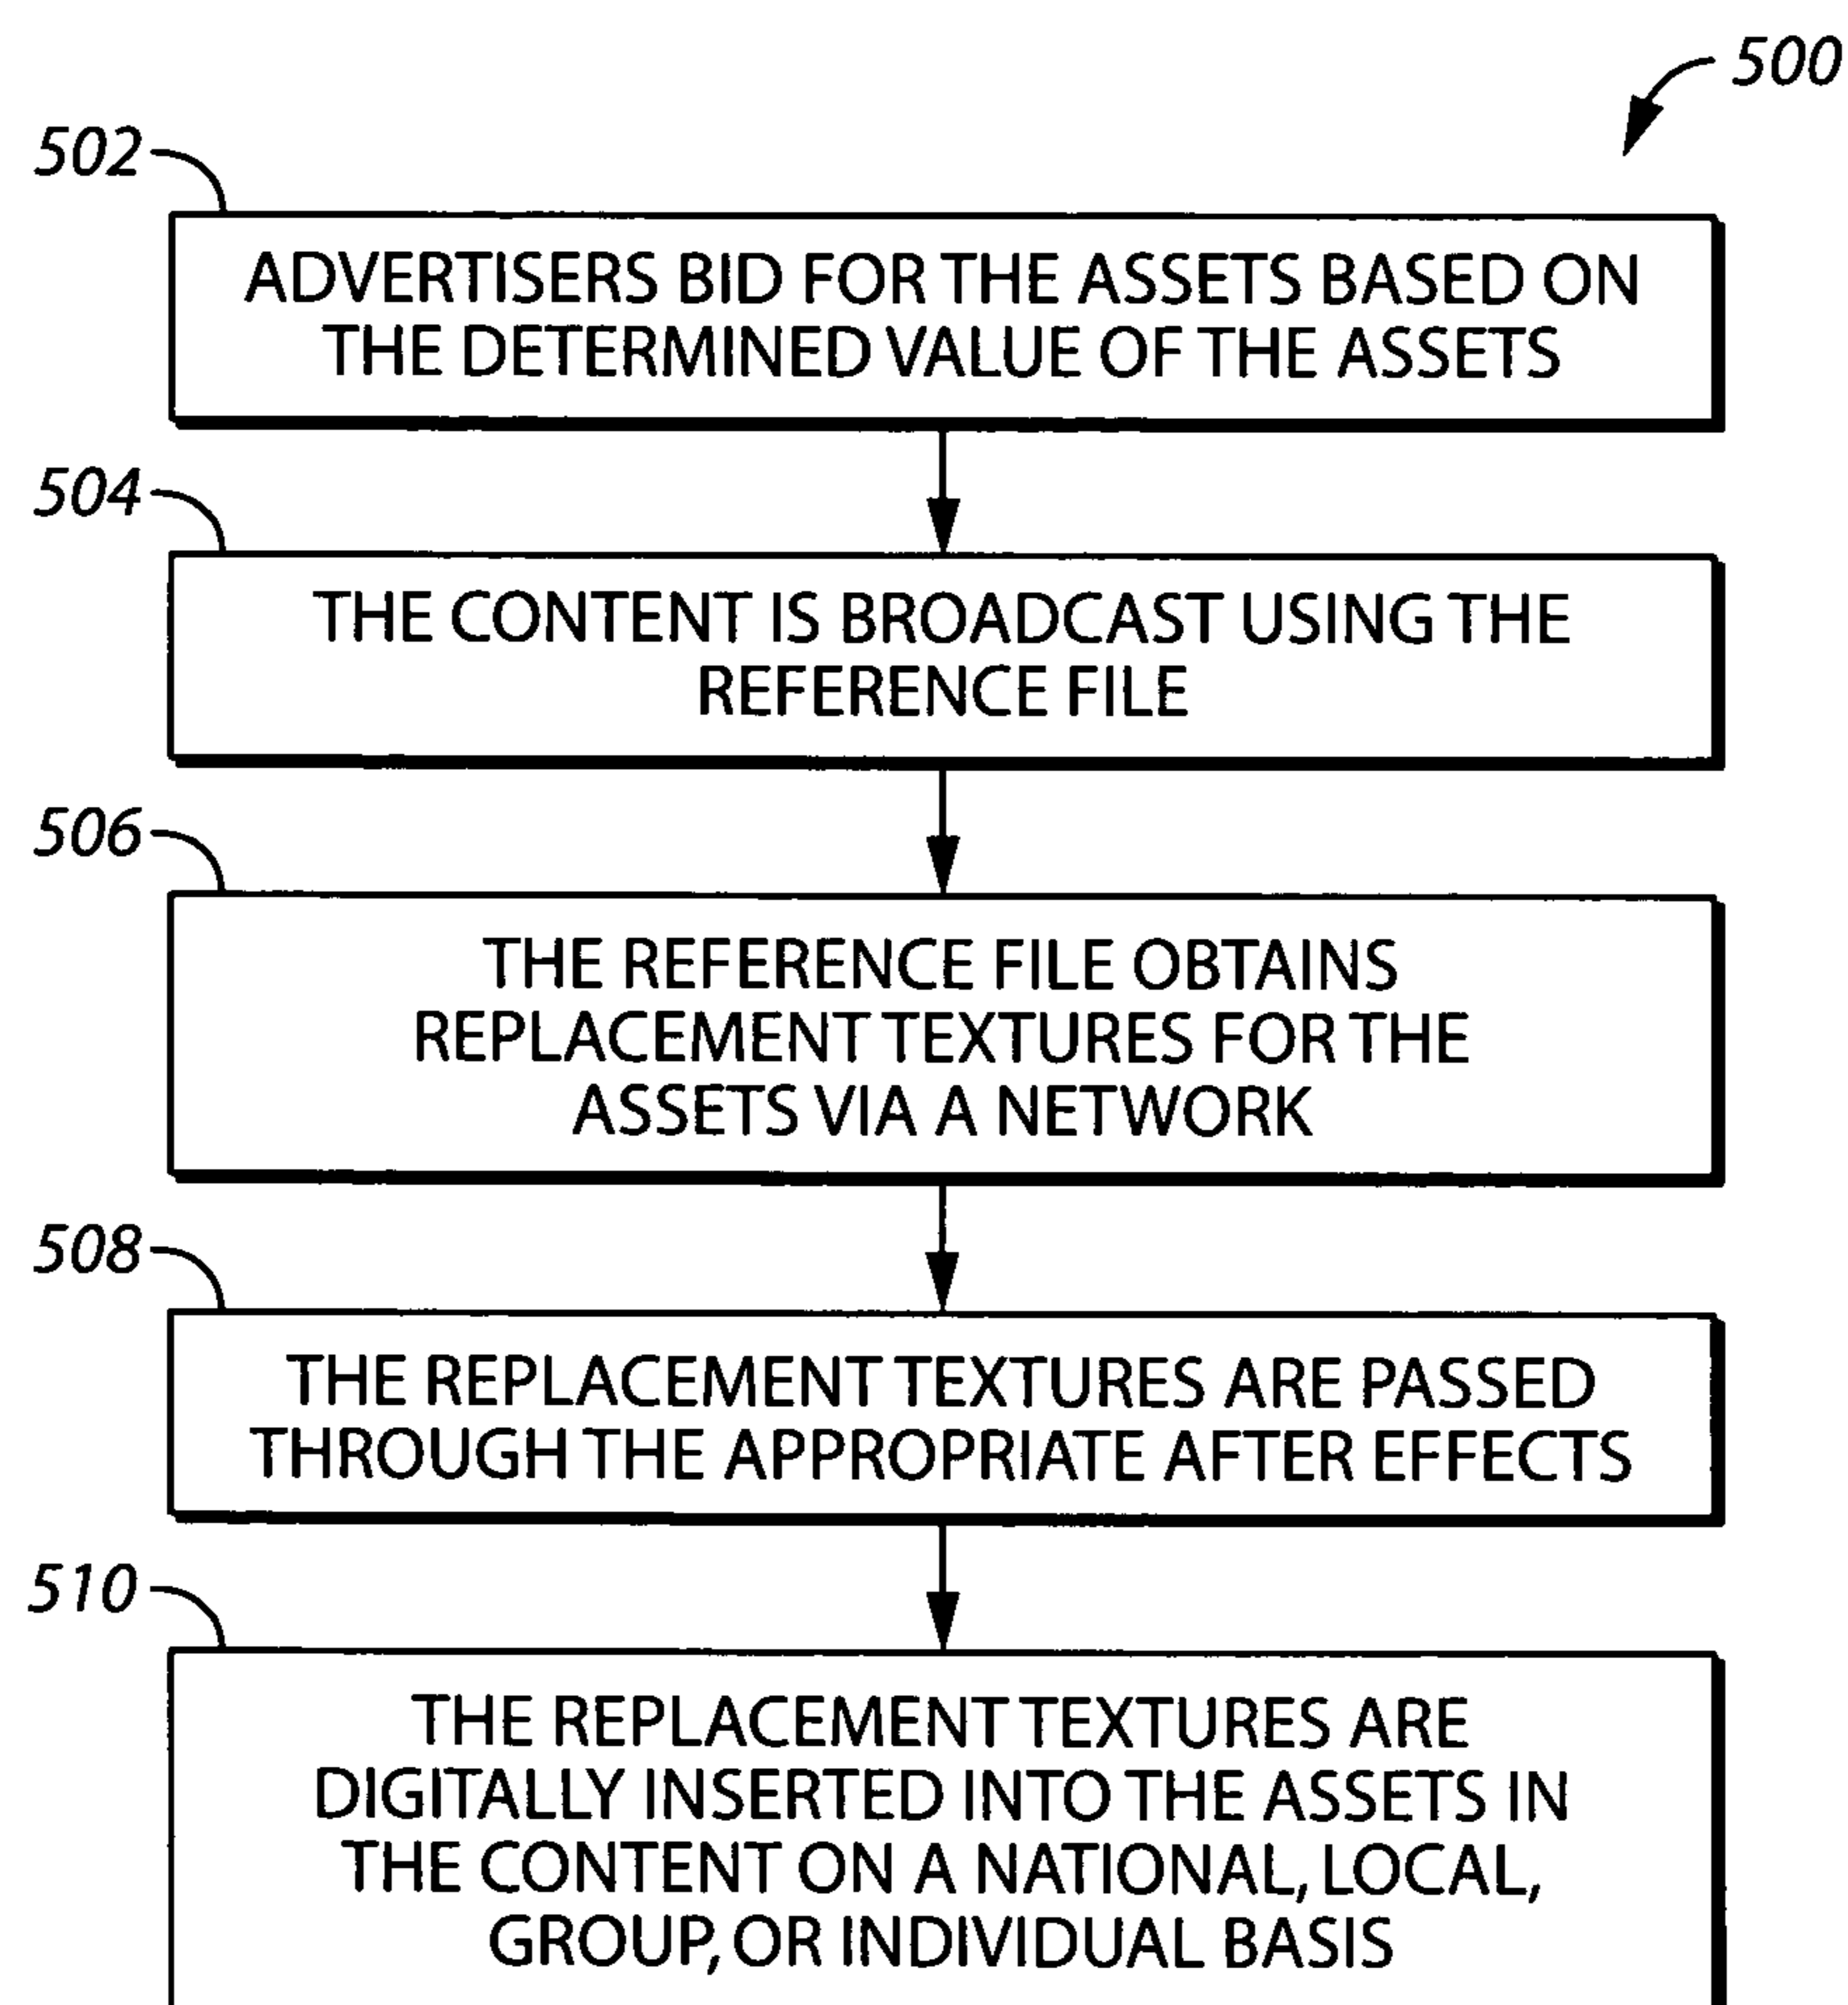 500
502
ADVERTISERS BID FOR THE ASSETS BASED ON
THE DETERMINED VALUE OF THE ASSETS
504
THE CONTENT IS BROADCAST USING THE
REFERENCE FILE
506
THE REFERENCE FILE OBTAINS
REPLACEMENT TEXTURES FOR THE
ASSETS VIA A NETWORK
508
THE REPLACEMENT TEXTURES ARE PASSED
THROUGH THE APPROPRIATE AFTER EFFECTS
510
THE REPLACEMENT TEXTURES ARE
DIGITALLY INSERTED INTO THE ASSETS IN
THE CONTENT ON A NATIONAL, LOCAL,
GROUP, OR INDIVIDUAL BASIS